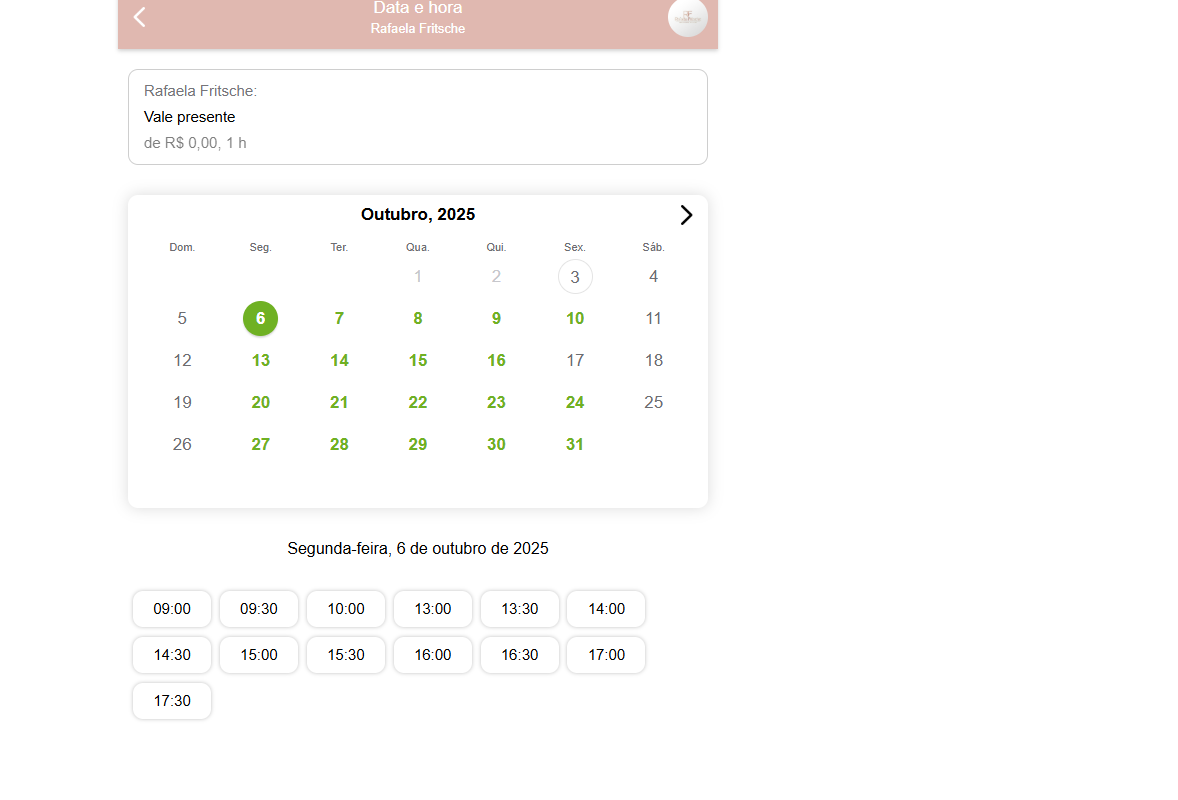 Data e hora
Rafaela Fritsche
Rafaela Fritsche:
Vale presente
de R$ 0,00, 1 h
Outubro, 2025
Dom. Seg. Ter. Qua. Qui. Sex. Sáb.
1 2 3 4
5 6 7 8 9 10 11
12 13 14 15 16 17 18
19 20 21 22 23 24 25
26 27 28 29 30 31
Segunda-feira, 6 de outubro de 2025
09:00 09:30 10:00 13:00 13:30 14:00
14:30 15:00 15:30 16:00 16:30 17:00
17:30